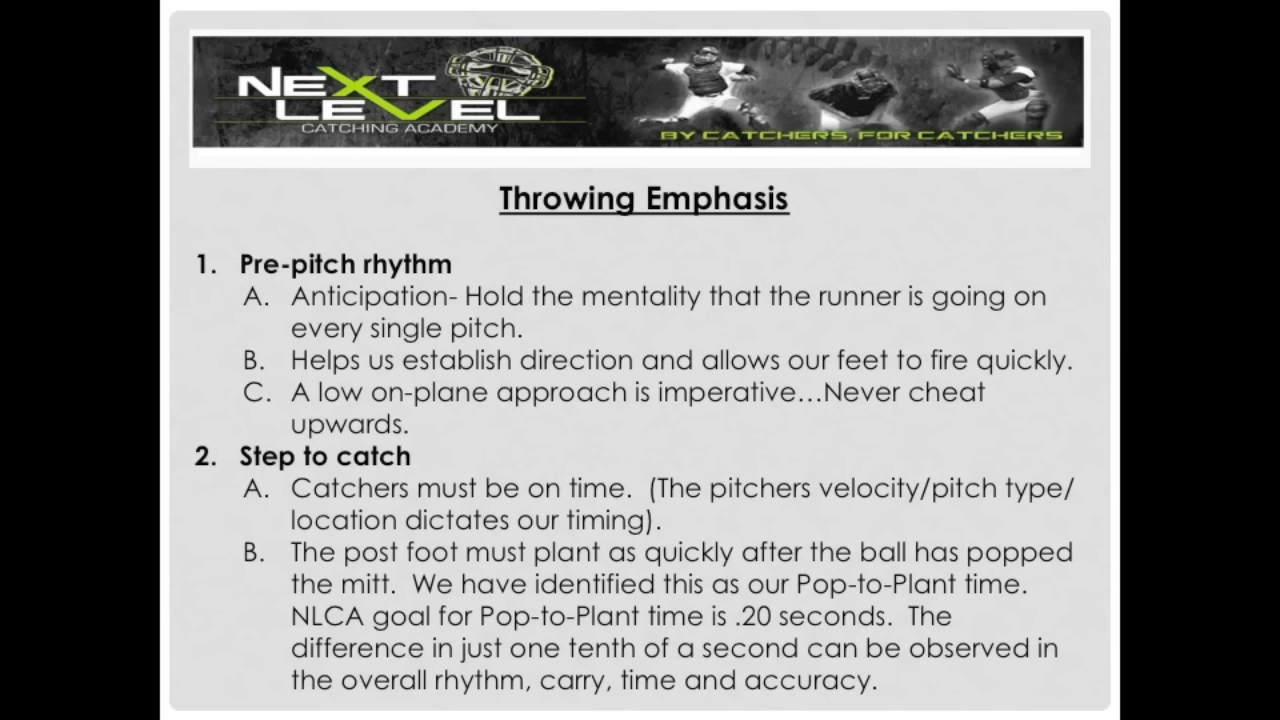 NEXT
LEVEL
CATCHING ACADEMY
BY CATCHERS, FOR CATCHERS
Throwing Emphasis
1. Pre-pitch rhythm
A. Anticipation- Hold the mentality that the runner is going on
every single pitch.
B. Helps us establish direction and allows our feet to fire quickly.
C. A low on-plane approach is imperative...Never cheat
upwards.
2. Step to catch
A. Catchers must be on time.  (The pitchers velocity/pitch type/
location dictates our timing).
B. The post foot must plant as quickly after the ball has popped
the mitt.  We have identified this as our Pop-to-Plant time.
NLCA goal for Pop-to-Plant time is .20 seconds.  The
difference in just one tenth of a second can be observed in
the overall rhythm, carry, time and accuracy.